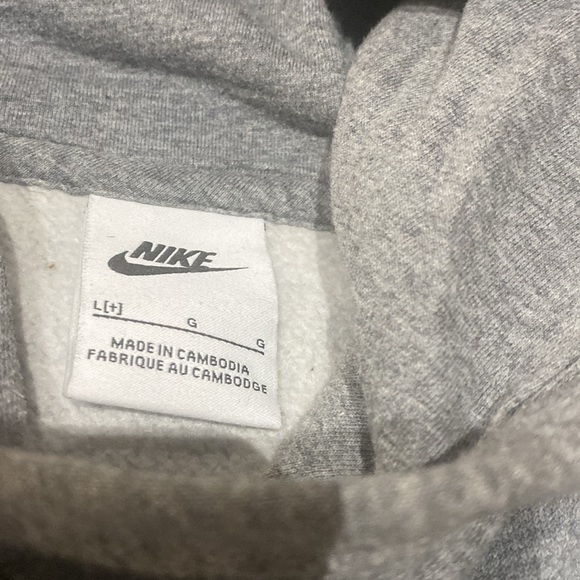 NIKE
L[+] G G
MADE IN CAMBODIA
FABRIQUE AU CAMBODGE